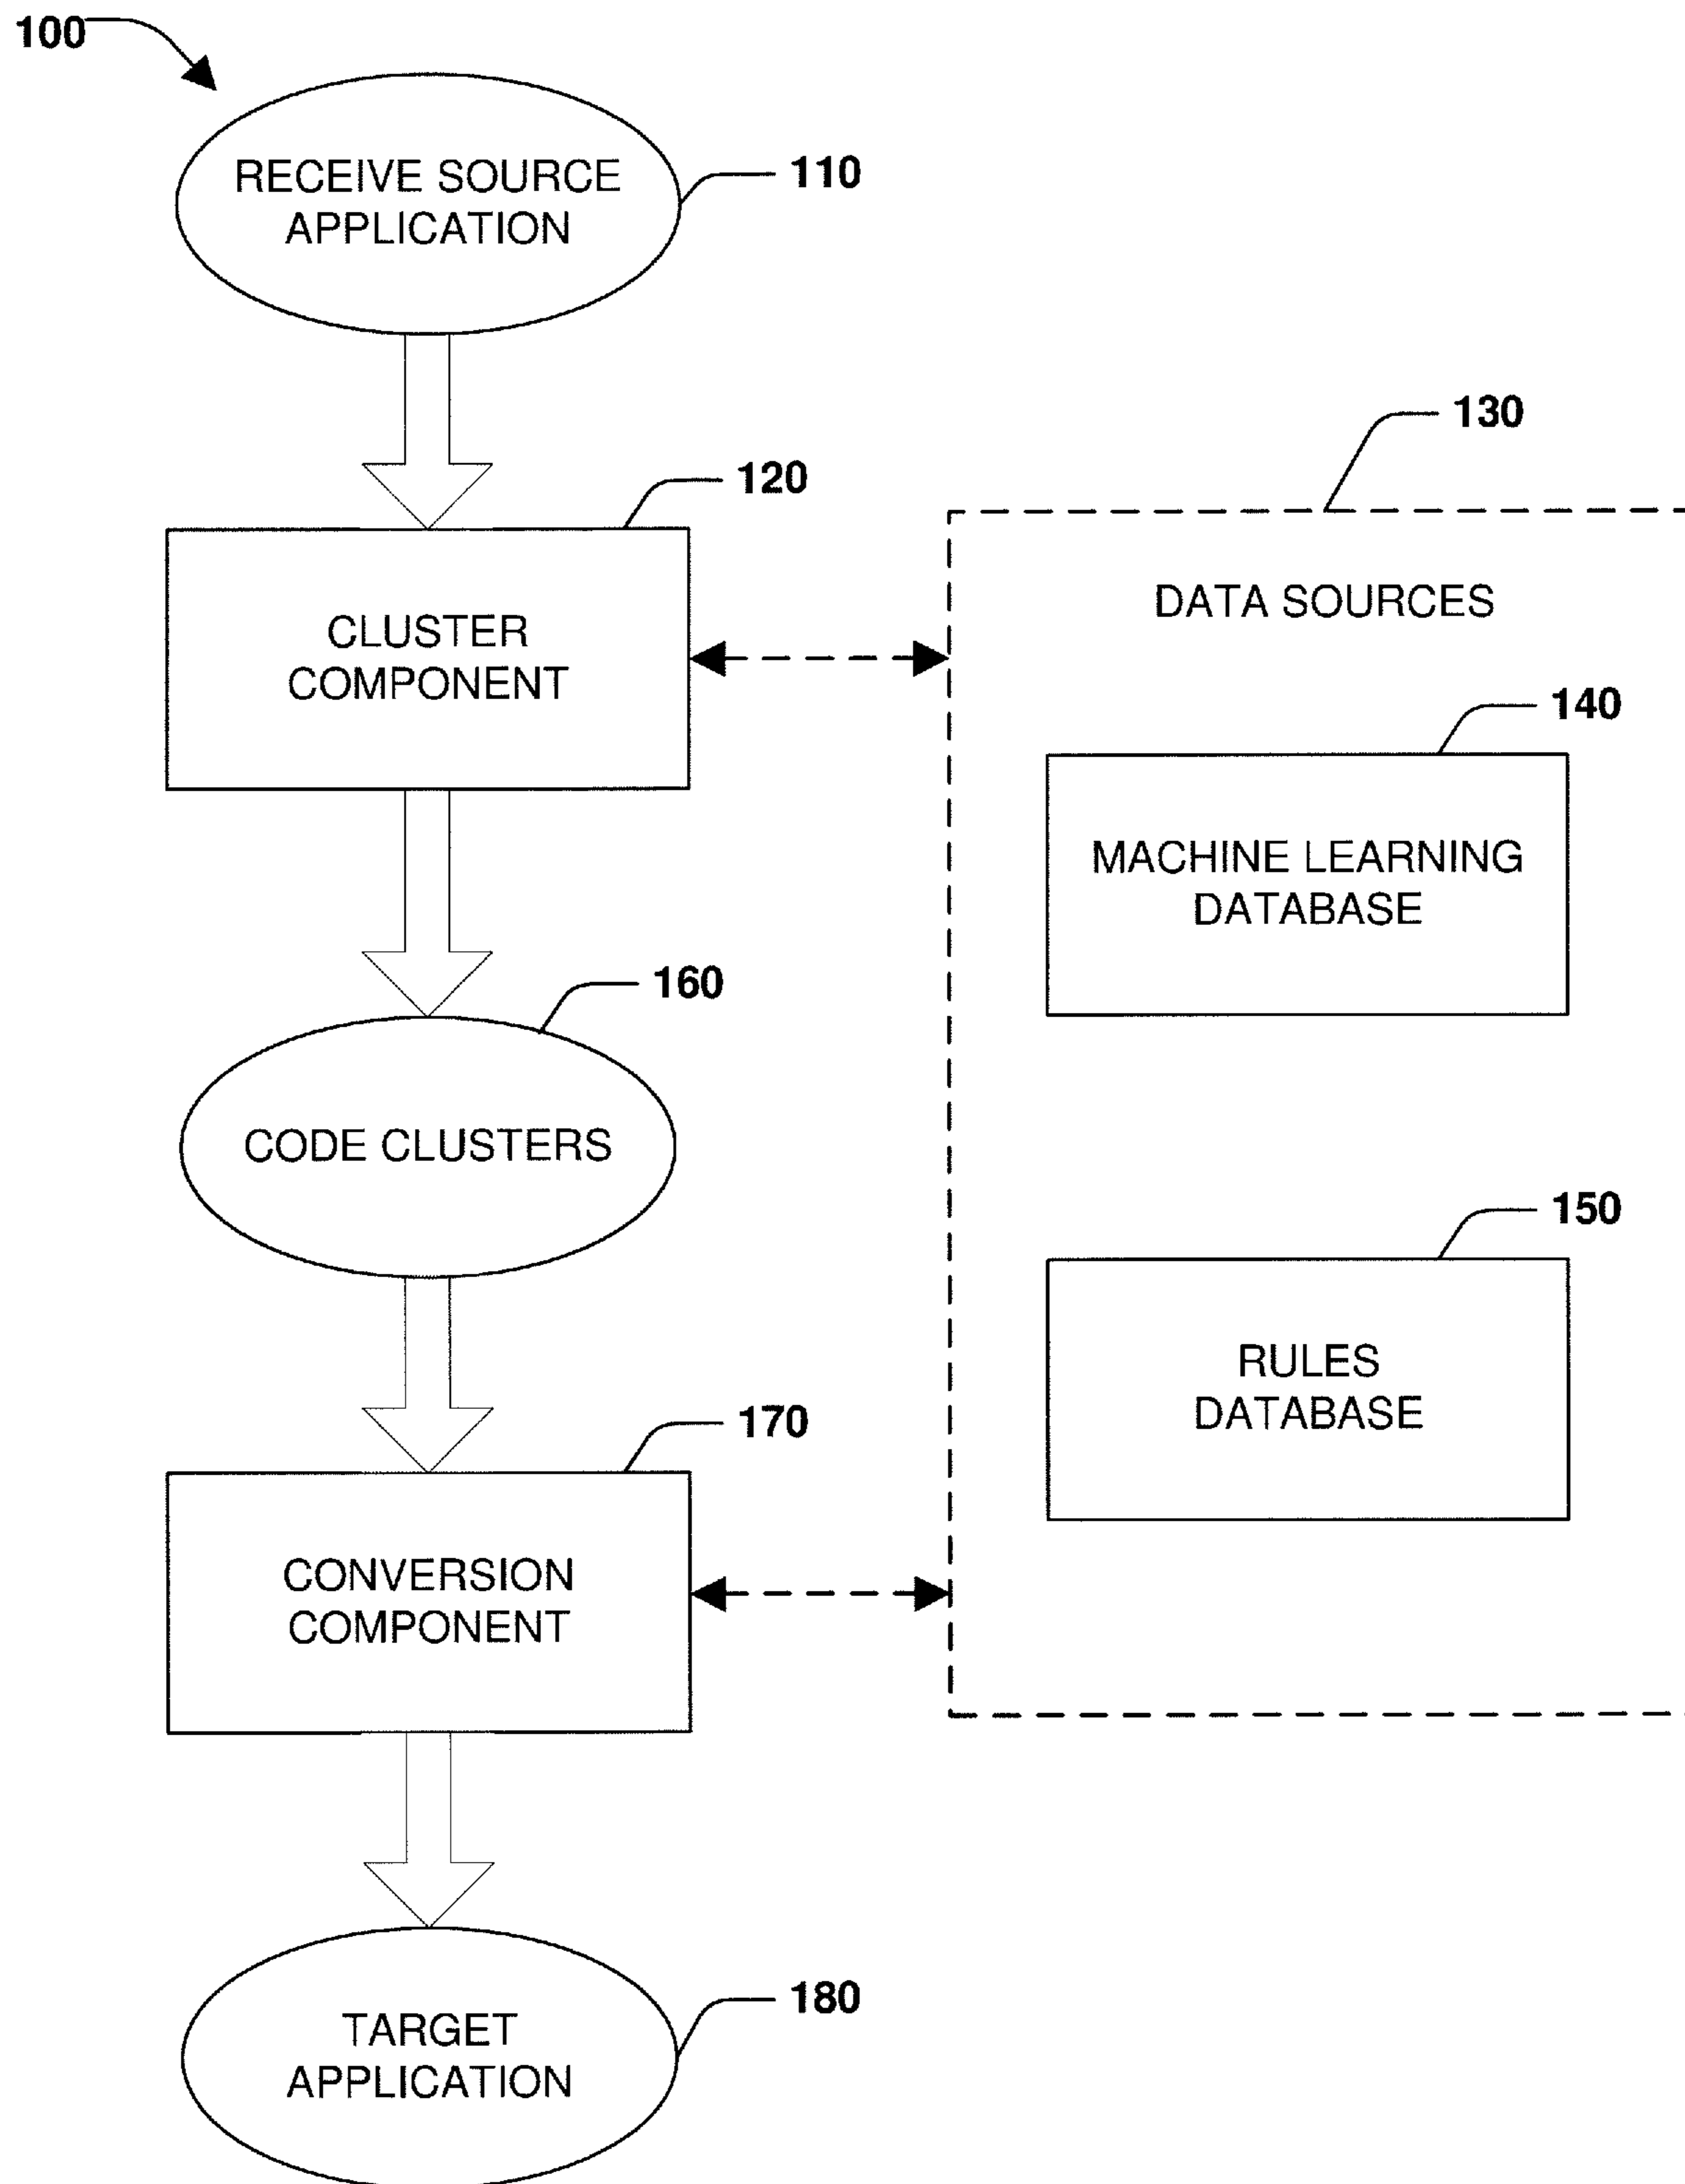 100
RECEIVE SOURCE
APPLICATION
110
120
CLUSTER
COMPONENT
130
DATA SOURCES
140
MACHINE LEARNING
DATABASE
160
CODE CLUSTERS
150
RULES
DATABASE
170
CONVERSION
COMPONENT
180
TARGET
APPLICATION